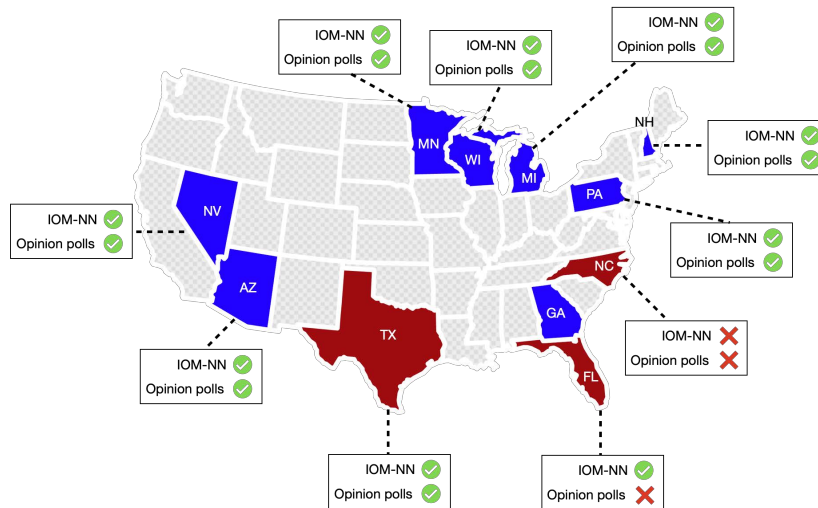 IOM-NN
Opinion polls
IOM-NN
Opinion polls
IOM-NN
Opinion polls
NH
IOM-NN
Opinion polls
MN
WI
MI
PA
NV
IOM-NN
Opinion polls
IOM-NN
Opinion polls
NC
AZ
GA
TX
IOM-NN
Opinion polls
IOM-NN
Opinion polls
FL
IOM-NN
Opinion polls
IOM-NN
Opinion polls